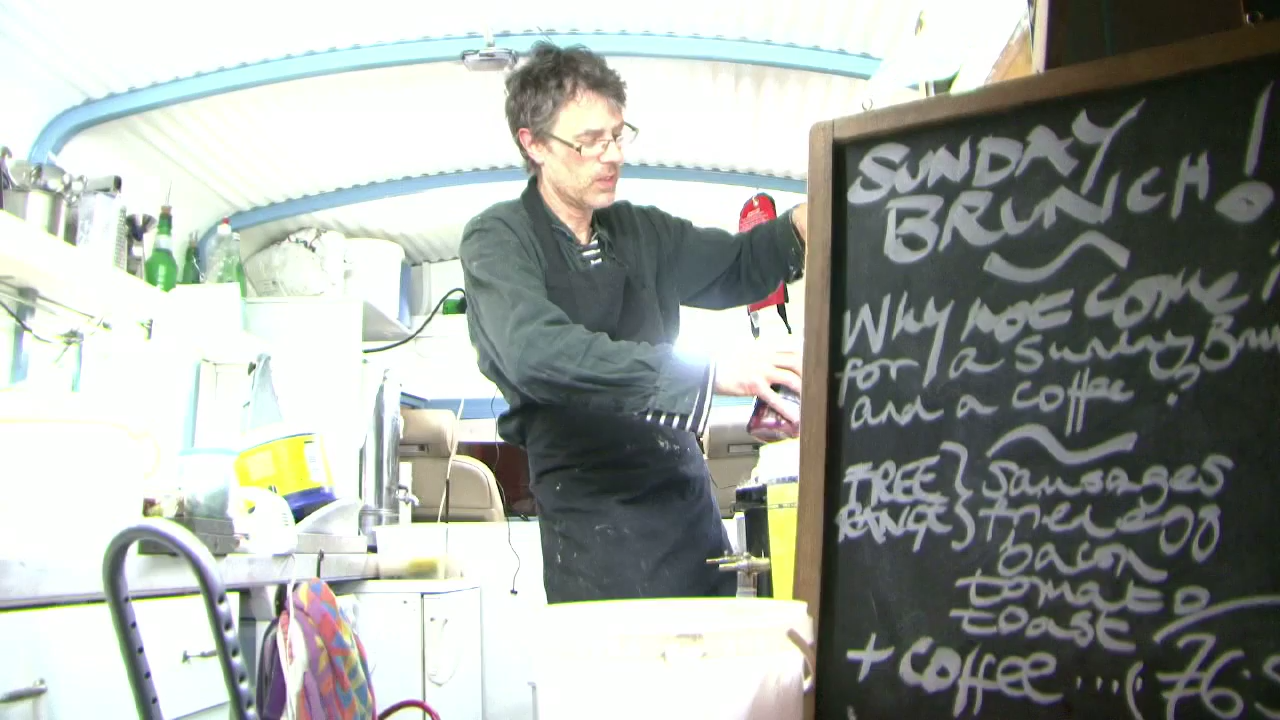 SUNDAY
BRUNCH!
Why not come
for a Sunday
and a coffee?
FREE } Sausages
RANGE } fried egg
bacon
tomato
toast
+ Coffee ... (